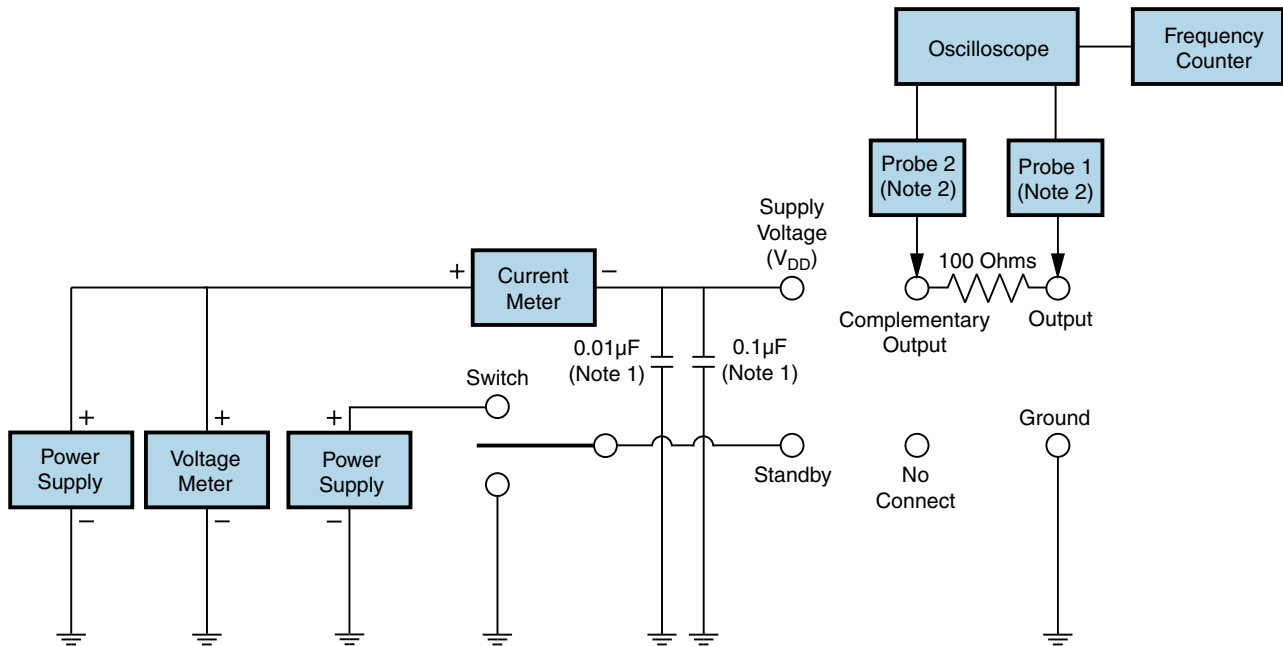 Oscilloscope
Frequency
Counter
Probe 2
(Note 2)
Probe 1
(Note 2)
Supply
Voltage
(VDD)
100 Ohms
+
Current
Meter
−
Complementary
Output
Output
0.01µF
(Note 1)
0.1µF
(Note 1)
Switch
+
Power
Supply
−
+
Voltage
Meter
−
+
Power
Supply
−
Standby
No
Connect
Ground